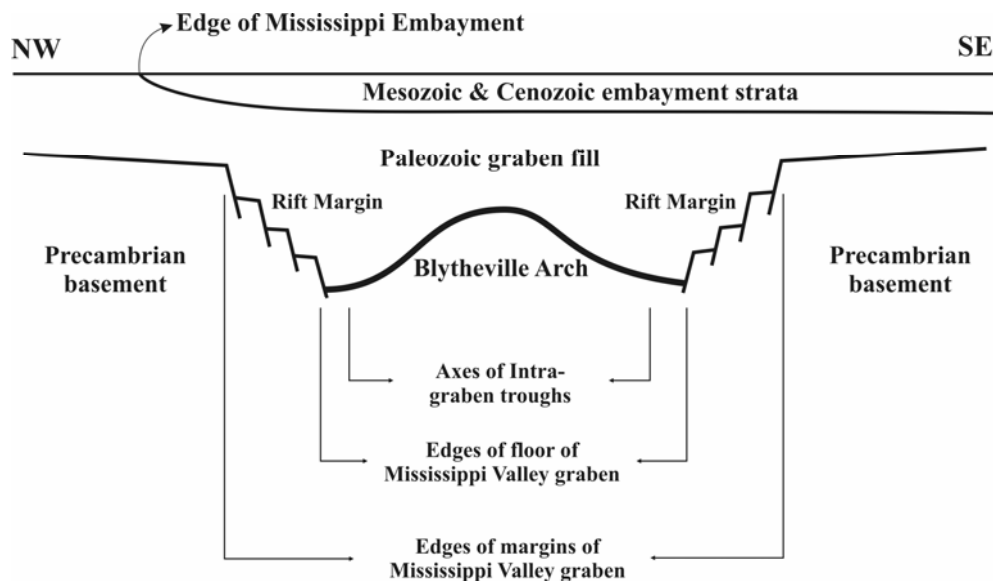 Edge of Mississippi Embayment
NW
SE
Mesozoic & Cenozoic embayment strata
Paleozoic graben fill
Rift Margin
Rift Margin
Precambrian
basement
Blytheville Arch
Precambrian
basement
Axes of Intra-
graben troughs
Edges of floor of
Mississippi Valley graben
Edges of margins of
Mississippi Valley graben